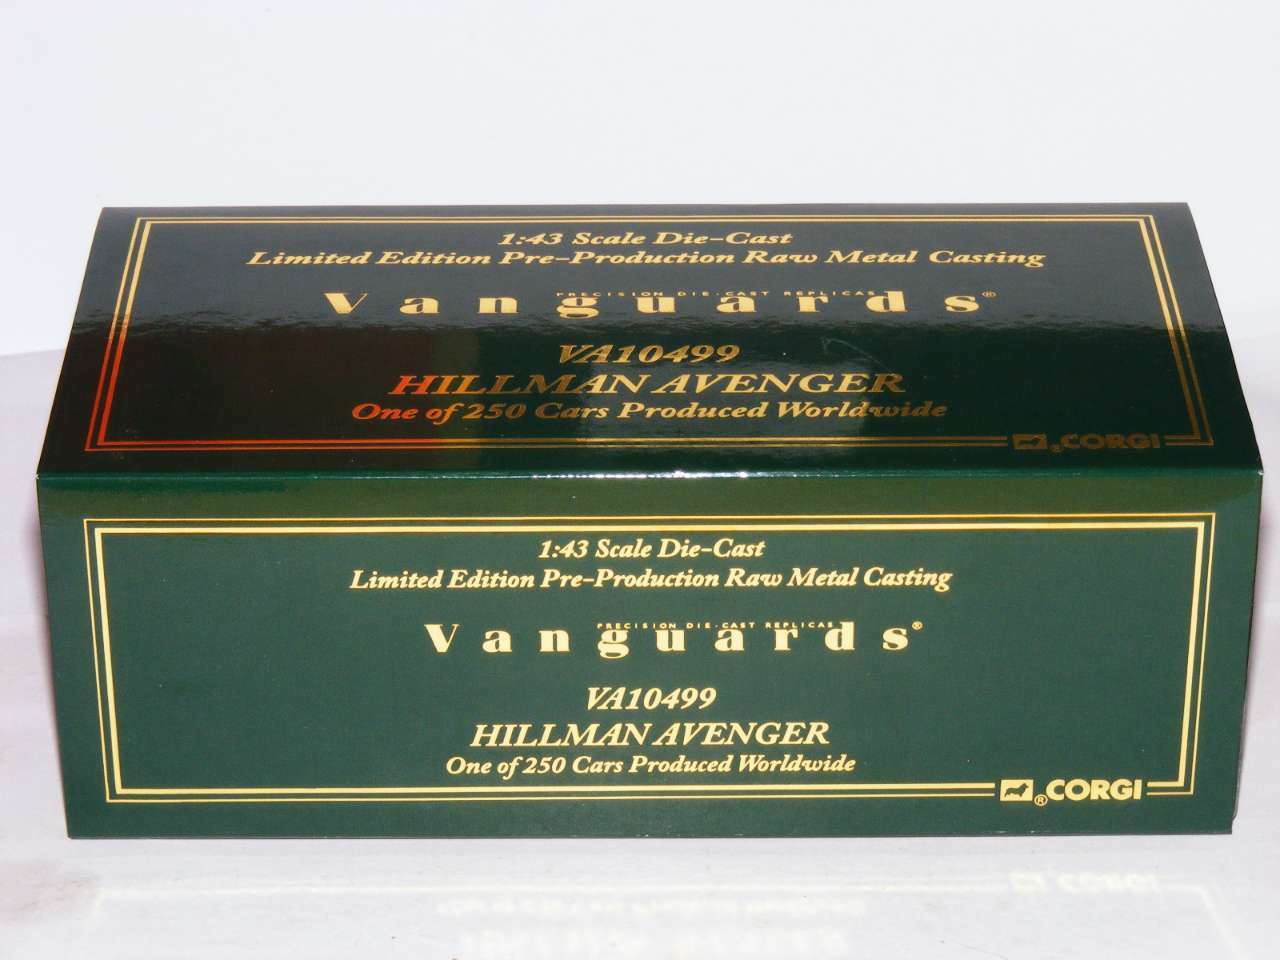 1:43 Scale Die-Cast
Limited Edition Pre-Production Raw Metal Casting
PRECISION DIE-CAST REPLICAS
Vanguards®
VA10499
HILLMAN AVENGER
One of 250 Cars Produced Worldwide
®CORGI
1:43 Scale Die-Cast
Limited Edition Pre-Production Raw Metal Casting
PRECISION DIE-CAST REPLICAS
Vanguards®
VA10499
HILLMAN AVENGER
One of 250 Cars Produced Worldwide
®CORGI